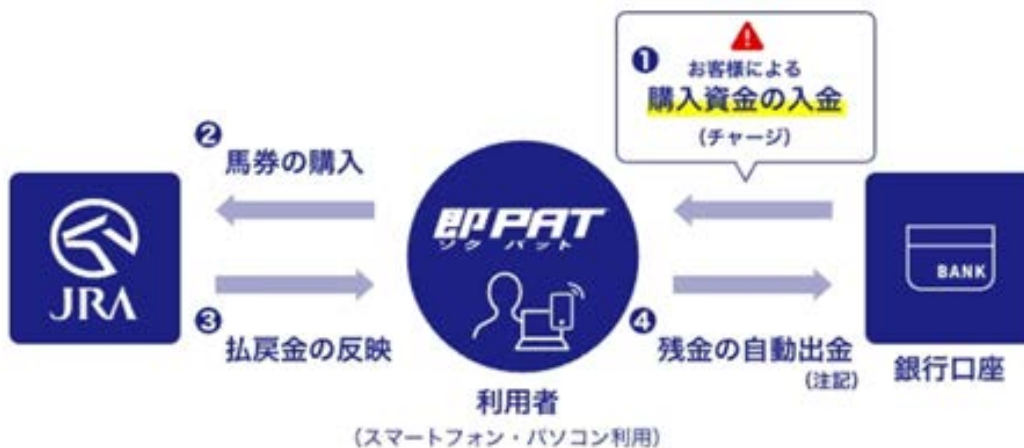 ❶ お客様による
購入資金の入金
(チャージ)
❷
馬券の購入
JRA
即PAT
ソクパット
BANK
❸
払戻金の反映
❹
残金の自動出金
(注記)
銀行口座
利用者
(スマートフォン・パソコン利用)